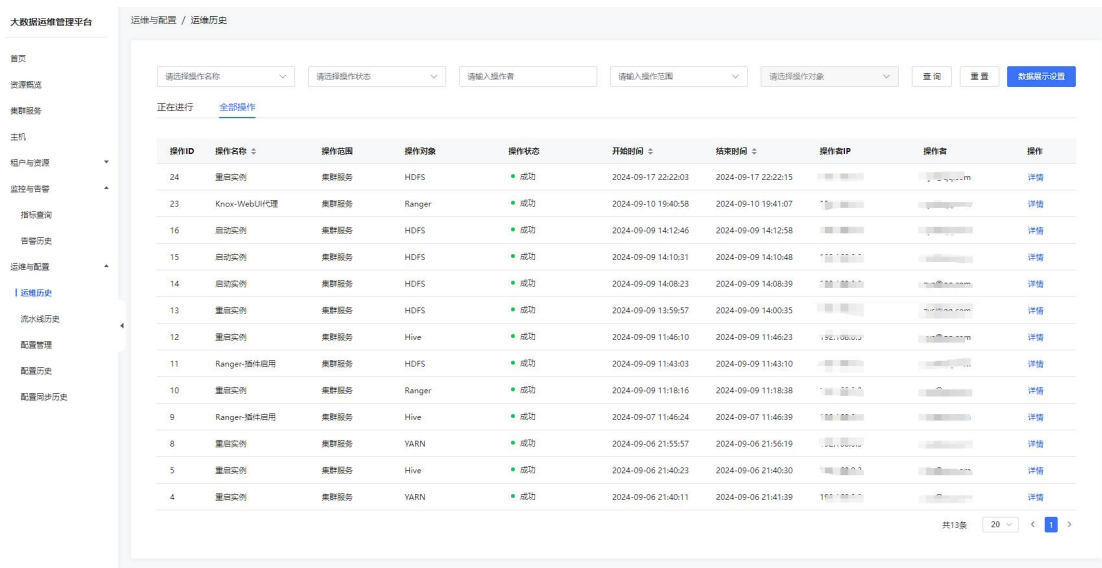 大数据运维管理平台
运维与配置 / 运维历史
首页
资源概览
集群服务
主机
租户与资源
监控与告警
指标查询
告警历史
运维与配置
运维历史
流水线历史
配置管理
配置历史
配置同步历史
请选择操作名称 请选择操作状态 请输入操作者 请输入操作范围 请选择操作对象 查询 重置 数据展示设置
正在进行 全部操作
操作ID 操作名称 操作范围 操作对象 操作状态 开始时间 结束时间 操作者IP 操作者 操作
24 重启实例 集群服务 HDFS 成功 2024-09-17 22:22:03 2024-09-17 22:22:15 详情
23 Knox-WebUI代理 集群服务 Ranger 成功 2024-09-10 19:40:58 2024-09-10 19:41:07 详情
16 启动实例 集群服务 HDFS 成功 2024-09-09 14:12:46 2024-09-09 14:12:58 详情
15 启动实例 集群服务 HDFS 成功 2024-09-09 14:10:31 2024-09-09 14:10:48 详情
14 启动实例 集群服务 HDFS 成功 2024-09-09 14:08:23 2024-09-09 14:08:39 详情
13 重启实例 集群服务 HDFS 成功 2024-09-09 13:59:57 2024-09-09 14:00:35 详情
12 重启实例 集群服务 Hive 成功 2024-09-09 11:46:10 2024-09-09 11:46:23 详情
11 Ranger-插件启用 集群服务 HDFS 成功 2024-09-09 11:43:03 2024-09-09 11:43:10 详情
10 重启实例 集群服务 Ranger 成功 2024-09-09 11:18:16 2024-09-09 11:18:38 详情
9 Ranger-插件启用 集群服务 Hive 成功 2024-09-07 11:46:24 2024-09-07 11:46:39 详情
8 重启实例 集群服务 YARN 成功 2024-09-06 21:55:57 2024-09-06 21:56:19 详情
5 重启实例 集群服务 Hive 成功 2024-09-06 21:40:23 2024-09-06 21:40:30 详情
4 重启实例 集群服务 YARN 成功 2024-09-06 21:40:11 2024-09-06 21:41:39 详情
共13条 20 1